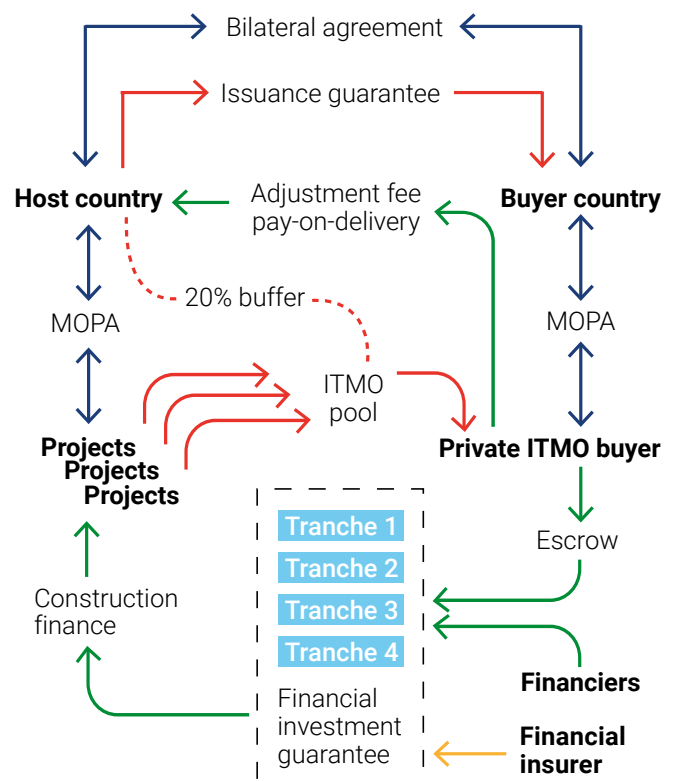 Bilateral agreement
Issuance guarantee
Host country
Adjustment fee
pay-on-delivery
Buyer country
20% buffer
MOPA
MOPA
ITMO
pool
Projects
Projects
Projects
Private ITMO buyer
Tranche 1
Tranche 2
Tranche 3
Tranche 4
Escrow
Construction
finance
Financial
investment
guarantee
Financiers
Financial
insurer